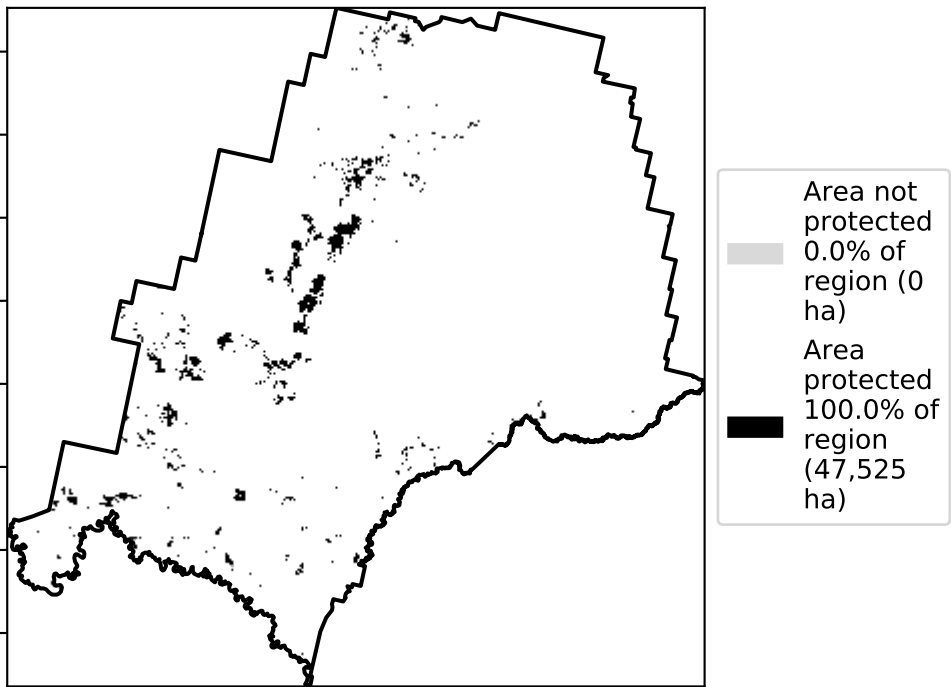 Area not
protected
0.0% of
region (0
ha)
Area
protected
100.0% of
region
(47,525
ha)